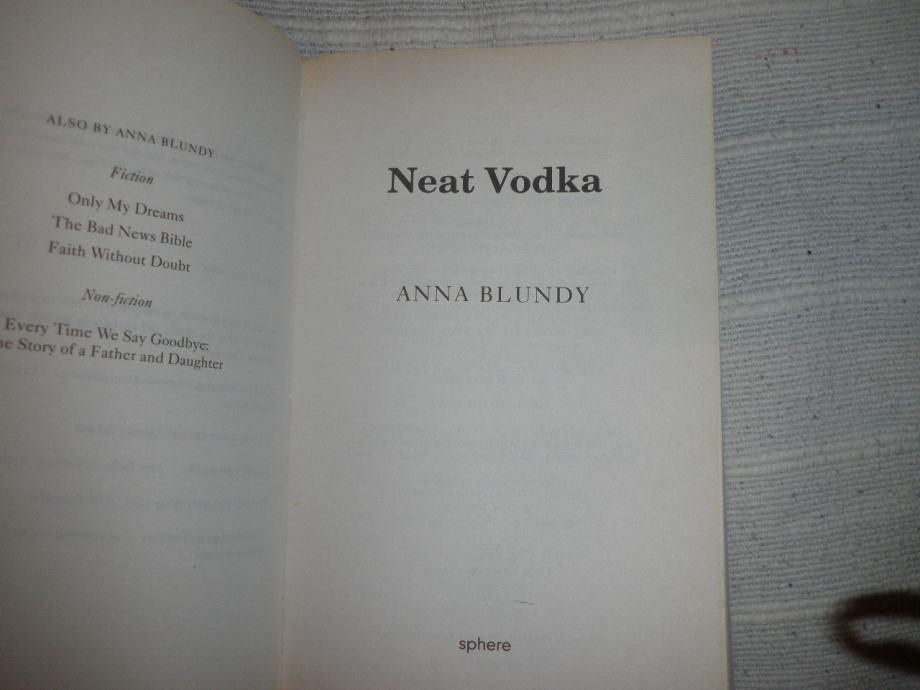 ALSO BY ANNA BLUNDY
Fiction
Only My Dreams
The Bad News Bible
Faith Without Doubt
Non-fiction
Every Time We Say Goodbye:
Story of a Father and Daughter
Neat Vodka
ANNA BLUNDY
sphere